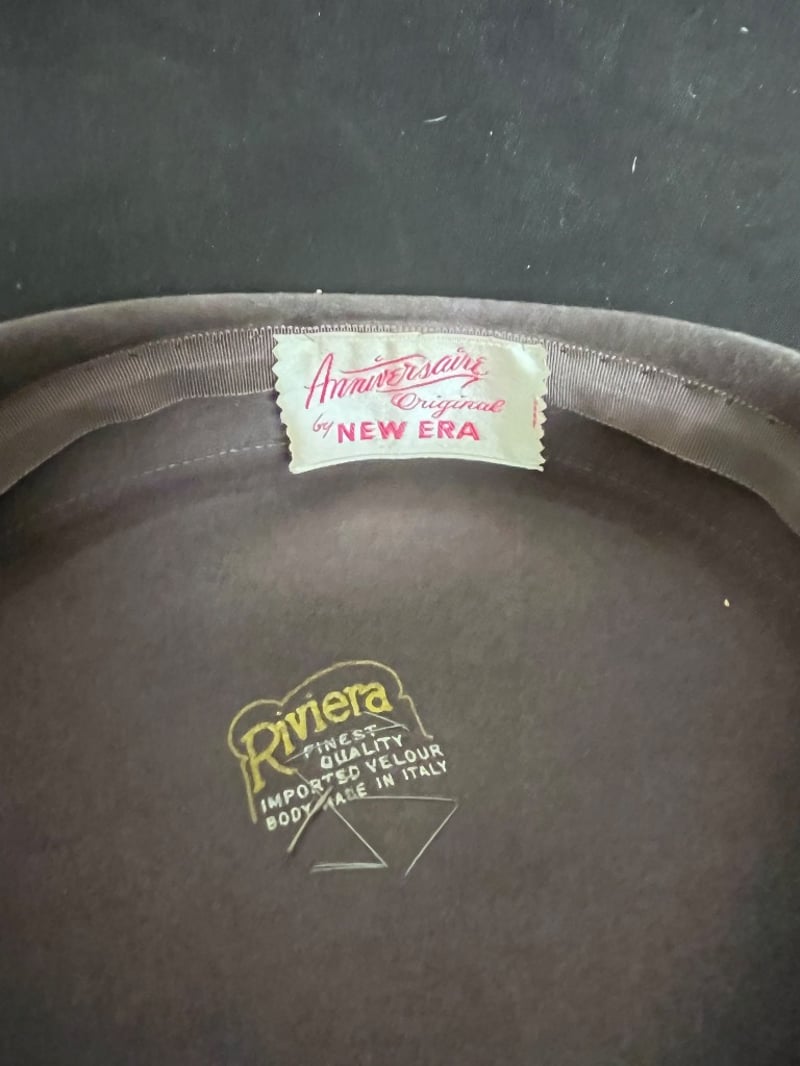 Anniversaire
Original
by NEW ERA
Riviera
FINEST
QUALITY
IMPORTED VELOUR
BODY MADE IN ITALY